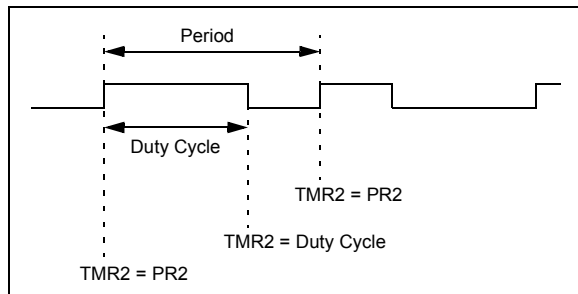 Period
Duty Cycle
TMR2 = PR2
TMR2 = Duty Cycle
TMR2 = PR2